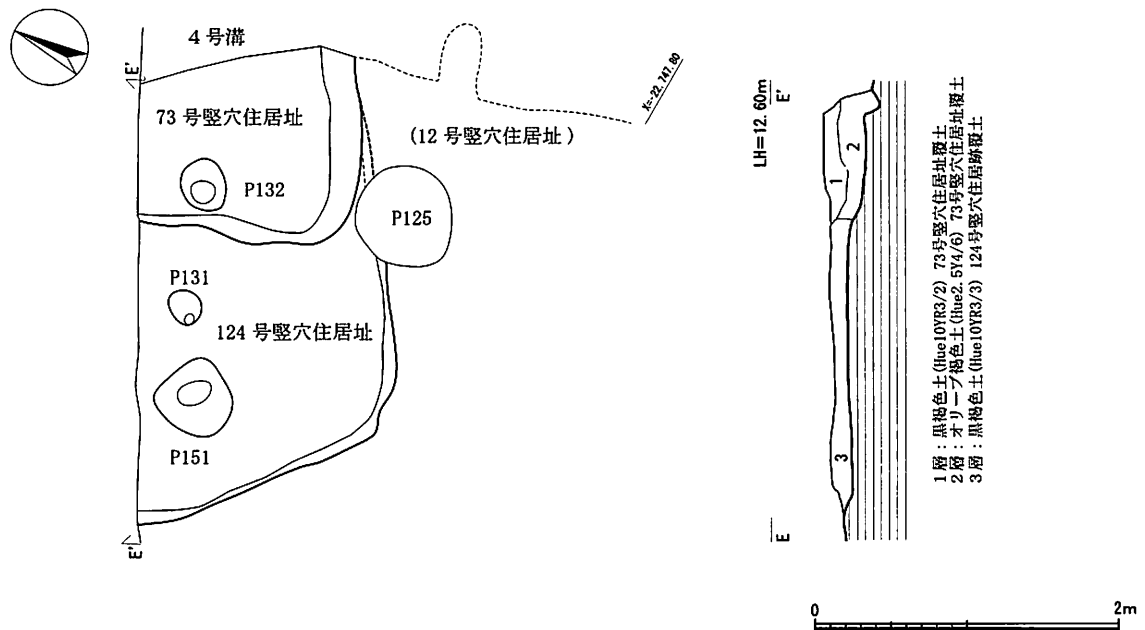 4号溝
E'
73号竪穴住居址
(12号竪穴住居址)
X=-22,747.80
P132
P125
P131
124号竪穴住居址
P151
E'
LH=12.60m
E'
1
2
3
E
1層：黒褐色土(Hue10YR3/2) 73号竪穴住居址覆土
2層：オリーブ褐色土(Hue2.5Y4/6) 73号竪穴住居址覆土
3層：黒褐色土(Hue10YR3/3) 124号竪穴住居跡覆土
0
2m